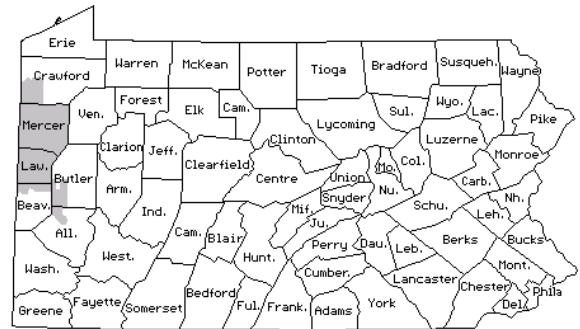 Erie
Crawford
Warren
McKean
Potter
Tioga
Bradford
Susqueh.
Wayne
Mercer
Ven.
Forest
Elk
Cam.
Clinton
Lycoming
Sul.
Wyo.
Lac.
Pike
Law.
Butler
Clarion
Jeff.
Clearfield
Centre
Union
Mo.
Col.
Luzerne
Monroe
Beav.
Arm.
Ind.
Cam.
Blair
Hunt.
Mif.
Snyder
Ju.
Nu.
Schu.
Carb.
Nh.
Leh.
All.
West.
Perry
Dau.
Leb.
Berks
Bucks
Wash.
Cumber.
Lancaster
Mont.
Greene
Fayette
Somerset
Bedford
Ful.
Frank.
Adams
York
Chester
Del.
Phila